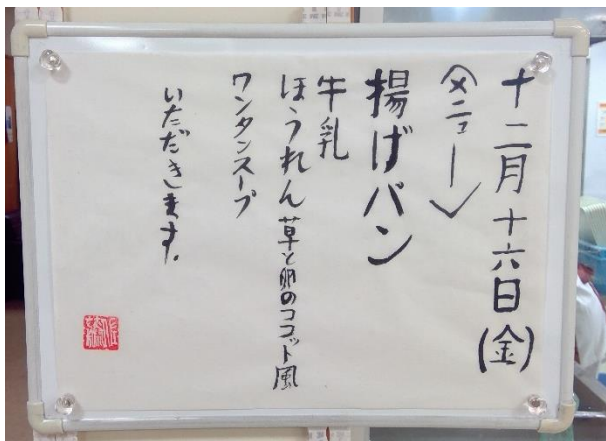 十二月十六日(金)
〈メニュー〉
揚げパン
牛乳
ほうれん草と卵のココット風
ワンタンスープ
いただきます。